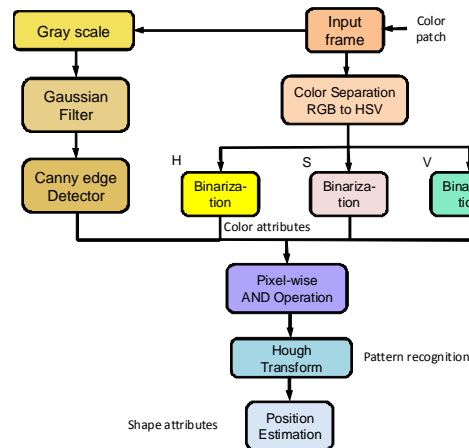 Gray scale
Input
frame
Color
patch
Gaussian
Filter
Color Separation
RGB to HSV
Canny edge
Detector
H
S
V
Binariza-
tion
Binariza-
tion
Color attributes
Pixel-wise
AND Operation
Hough
Transform
Pattern recognition
Shape attributes
Position
Estimation